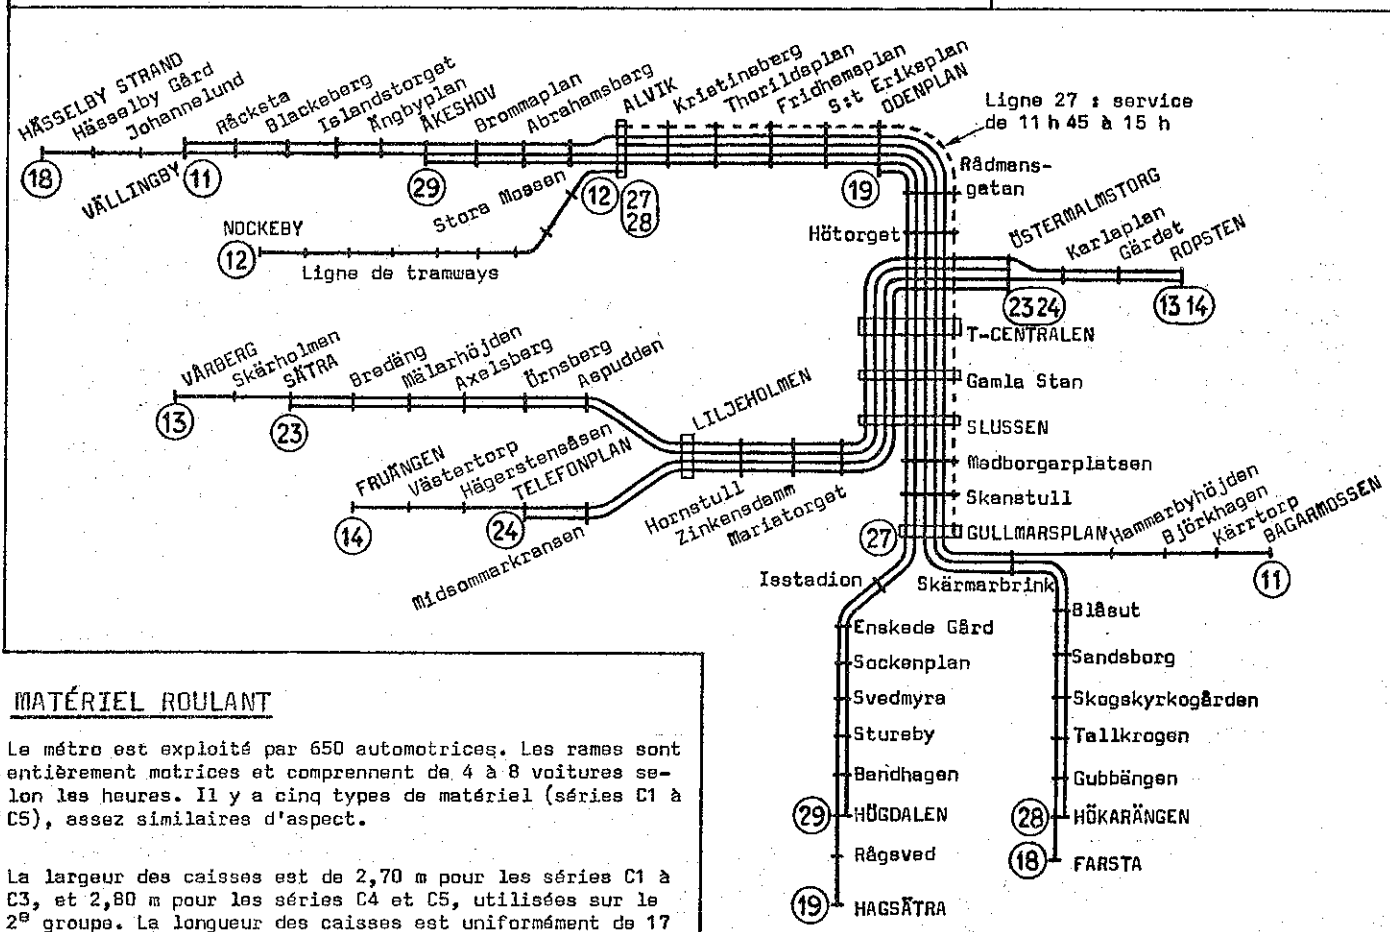 HÄSSELBY STRAND
Hässelby Gård
Johannelund
VÄLLINGBY
Råcksta
Blackeberg
Islandstorget
Ängbyplan
ÅKESHOV
Brommaplan
Abrahamsberg
Stora Mossen
ALVIK
Kristineberg
Thorildsplan
Fridhemsplan
S:t Eriksplan
ODENPLAN
Ligne 27 : service
de 11 h 45 à 15 h
18
11
29
12
27
28
19
Rådmans-
gatan
Hötorget
NOCKEBY
12
Ligne de tramways
ÖSTERMALMSTORG
Karlaplan
Gärdet
ROPSTEN
23 24
13 14
T-CENTRALEN
Gamla Stan
SLUSSEN
Medborgarplatsen
Skanstull
GULLMARSPLAN
27
VÅRBERG
Skärholmen
SÄTRA
Bredäng
Mälarhöjden
Axelsberg
Örnsberg
Aspudden
LILJEHOLMEN
13
23
FRUÄNGEN
Västertorp
Hägerstensåsen
TELEFONPLAN
Midsommarkransen
14
24
Hornstull
Zinkensdamm
Mariatorget
Hammarbyhöjden
Björkhagen
Kärrtorp
BAGARMOSSEN
11
Isstadion
Skärmarbrink
Enskede Gård
Sockenplan
Svedmyra
Stureby
Bandhagen
29
HÖGDALEN
Rågsved
19
HAGSÄTRA
Blåsut
Sandsborg
Skogskyrkogården
Tallkrogen
Gubbängen
28
HÖKARÄNGEN
18
FARSTA
MATÉRIEL ROULANT
Le métro est exploité par 650 automotrices. Les rames sont
entièrement motrices et comprennent de 4 à 8 voitures se-
lon les heures. Il y a cinq types de matériel (séries C1 à
C5), assez similaires d'aspect.
La largeur des caisses est de 2,70 m pour les séries C1 à
C3, et 2,80 m pour les séries C4 et C5, utilisées sur le
2e groupe. La longueur des caisses est uniformément de 17